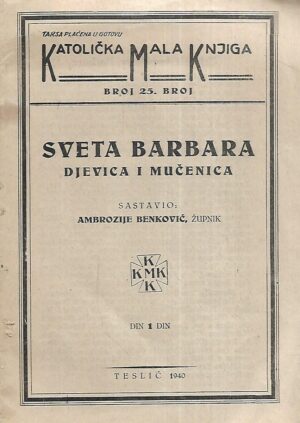 TAKSA PLAĆENA U GOTOVU
KATOLIČKA MALA KNJIGA
BROJ 25. BROJ
SVETA BARBARA
DJEVICA I MUČENICA
SASTAVIO:
AMBROZIJE BENKOVIĆ, ŽUPNIK
K
KMK
K
DIN 1 DIN
TESLIĆ 1940